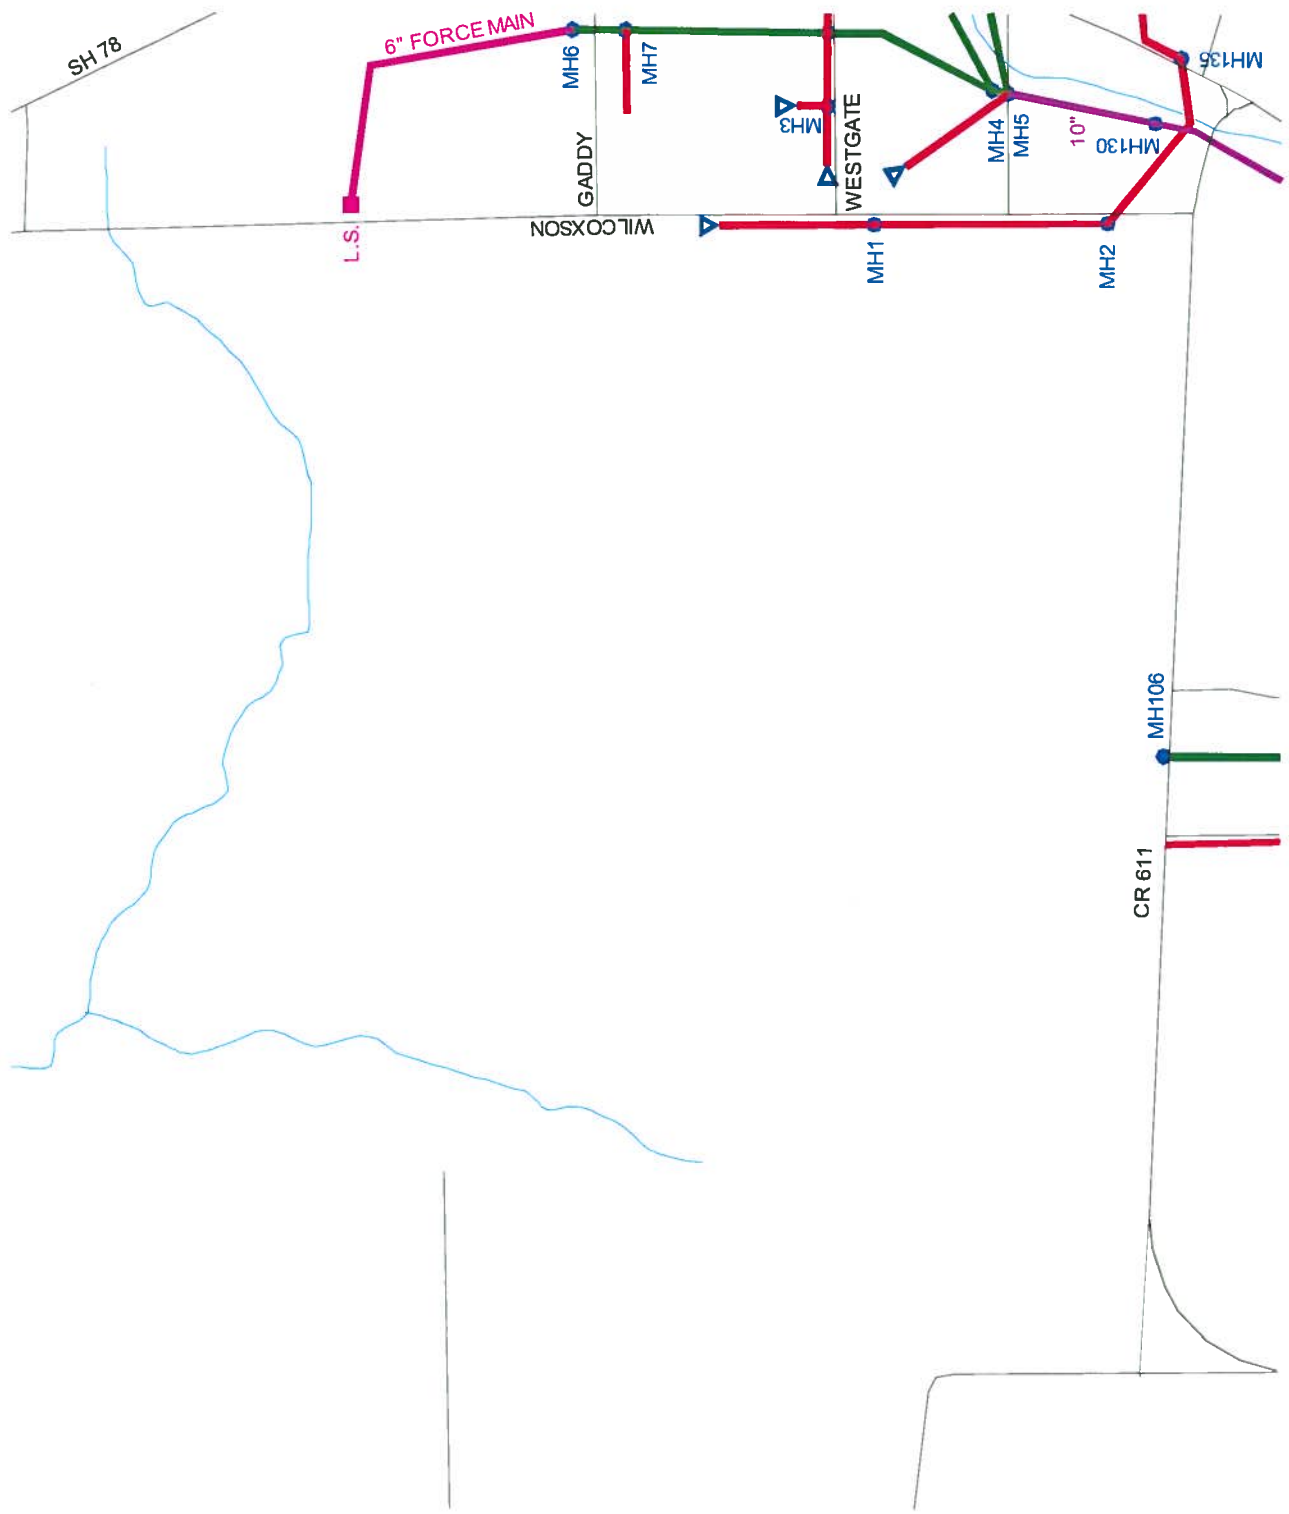 SH 78
6" FORCE MAIN
MH6
MH7
MH135
MH3
WESTGATE
MH4
MH5
10"
MH130
GADDY
L.S.
WILCOXSON
MH1
MH2
MH106
CR 611